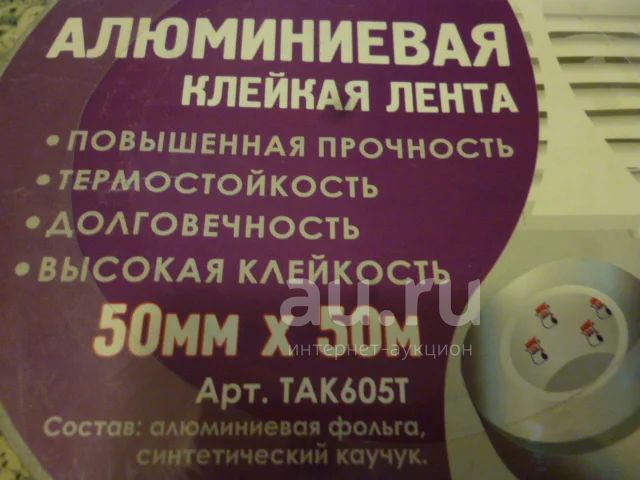 АЛЮМИНИЕВАЯ
КЛЕЙКАЯ ЛЕНТА
• ПОВЫШЕННАЯ ПРОЧНОСТЬ
• ТЕРМОСТОЙКОСТЬ
• ДОЛГОВЕЧНОСТЬ
• ВЫСОКАЯ КЛЕЙКОСТЬ
au.ru
50ММ X 50М
интернет-аукцион
Арт. ТАК605Т
Состав: алюминиевая фольга,
синтетический каучук.